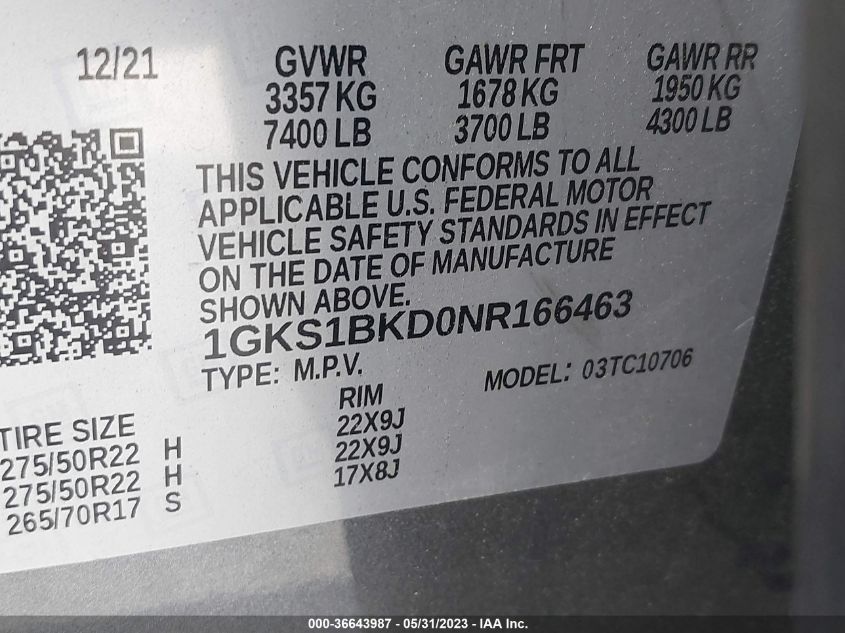 12/21 GVWR GAWR FRT GAWR RR
3357 KG 1678 KG 1950 KG
7400 LB 3700 LB 4300 LB
THIS VEHICLE CONFORMS TO ALL
APPLICABLE U.S. FEDERAL MOTOR
VEHICLE SAFETY STANDARDS IN EFFECT
ON THE DATE OF MANUFACTURE
SHOWN ABOVE.
1GKS1BKD0NR166463
TYPE: M.P.V. MODEL: 03TC10706
TIRE SIZE RIM
275/50R22 H 22X9J
275/50R22 H 22X9J
265/70R17 S 17X8J
000-36643987 - 05/31/2023 - IAA Inc.